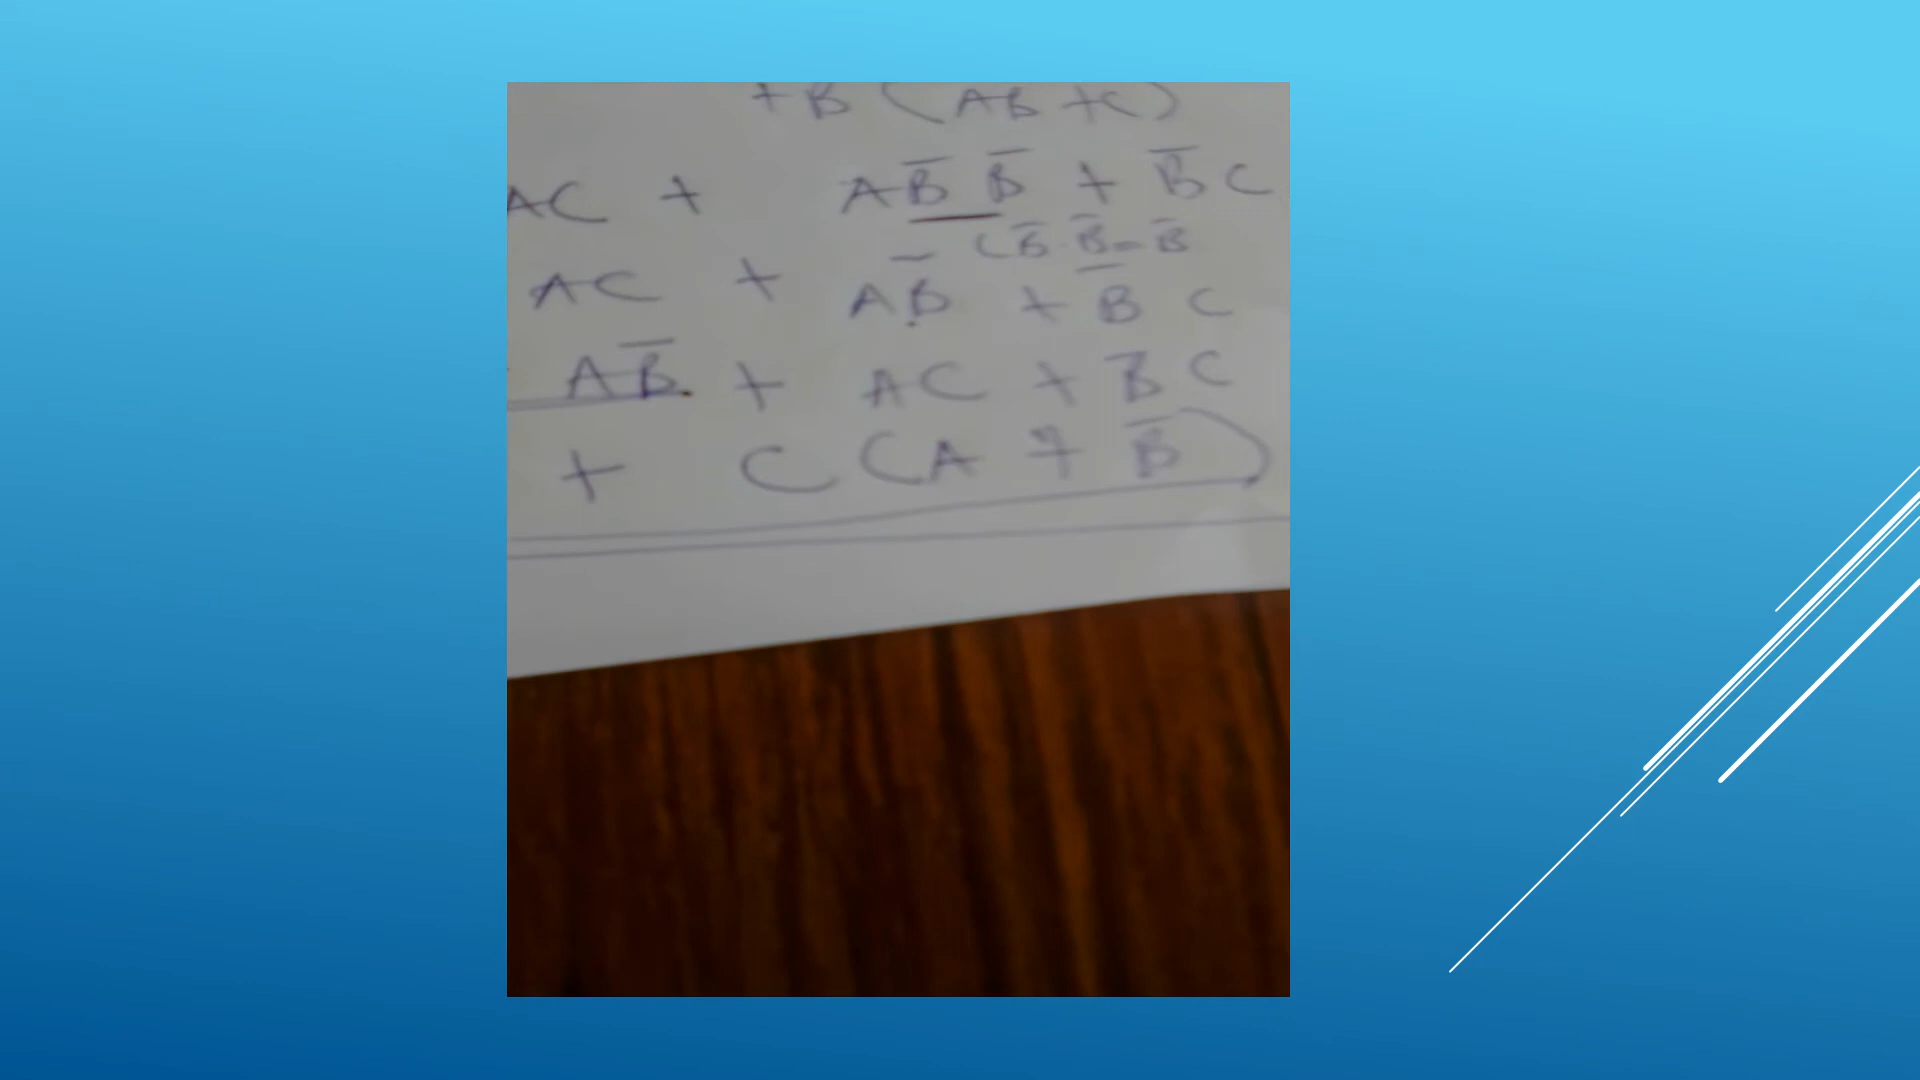 + B (AB + C)
AC + AB̅ B̅ + B̅ C
(B̅ · B̅ = B̅
AC + AB̅ + B̅ C
AB̅ + AC + B̅ C
+ C (A + B̅)